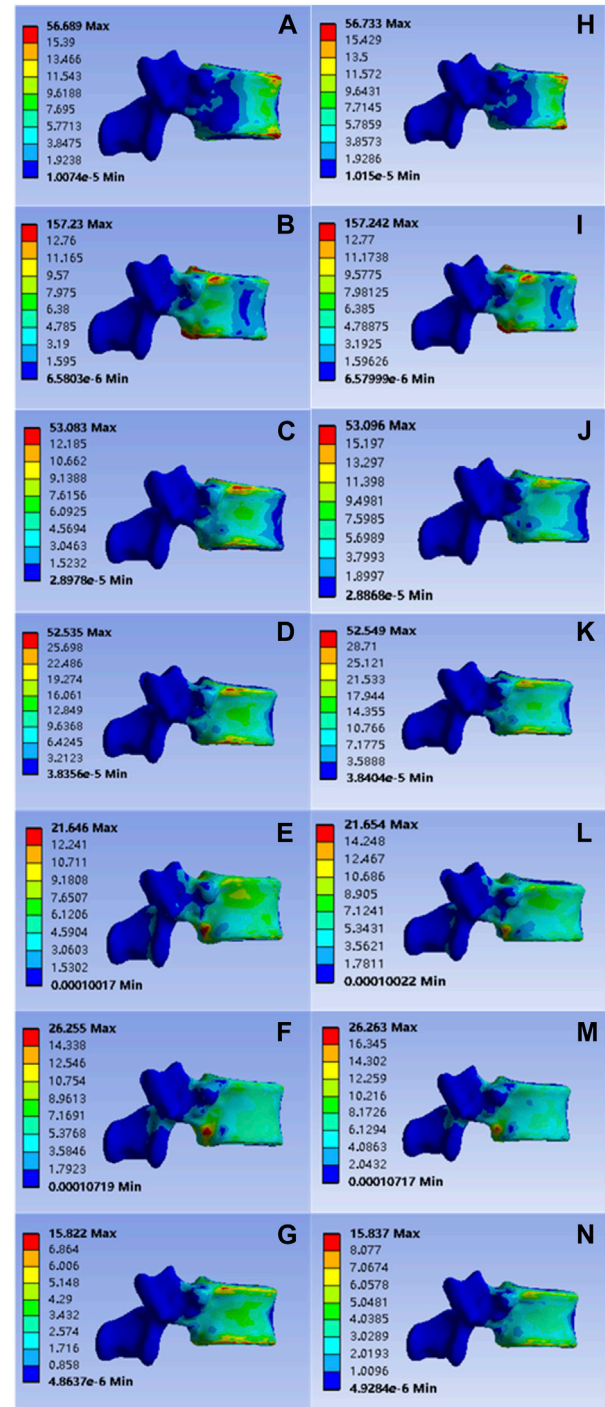 56.689 Max
15.39
13.466
11.543
9.6188
7.695
5.7713
3.8475
1.9238
1.0074e-5 Min
A
56.733 Max
15.429
13.5
11.572
9.6431
7.7145
5.7859
3.8573
1.9286
1.015e-5 Min
H
157.23 Max
12.76
11.165
9.57
7.975
6.38
4.785
3.19
1.595
6.5803e-6 Min
B
157.242 Max
12.77
11.1738
9.5775
7.98125
6.385
4.78875
3.1925
1.59626
6.57999e-6 Min
I
53.083 Max
12.185
10.662
9.1388
7.6156
6.0925
4.5694
3.0463
1.5232
2.8978e-5 Min
C
53.096 Max
15.197
13.297
11.398
9.4981
7.5985
5.6989
3.7993
1.8997
2.8868e-5 Min
J
52.535 Max
25.698
22.486
19.274
16.061
12.849
9.6368
6.4245
3.2123
3.8356e-5 Min
D
52.549 Max
28.71
25.121
21.533
17.944
14.355
10.766
7.1775
3.5888
3.8404e-5 Min
K
21.646 Max
12.241
10.711
9.1808
7.6507
6.1206
4.5904
3.0603
1.5302
0.00010017 Min
E
21.654 Max
14.248
12.467
10.686
8.905
7.1241
5.3431
3.5621
1.7811
0.00010022 Min
L
26.255 Max
14.338
12.546
10.754
8.9613
7.1691
5.3768
3.5846
1.7923
0.00010719 Min
F
26.263 Max
16.345
14.302
12.259
10.216
8.1726
6.1294
4.0863
2.0432
0.00010717 Min
M
15.822 Max
6.864
6.006
5.148
4.29
3.432
2.574
1.716
0.858
4.8637e-6 Min
G
15.837 Max
8.077
7.0674
6.0578
5.0481
4.0385
3.0289
2.0193
1.0096
4.9284e-6 Min
N